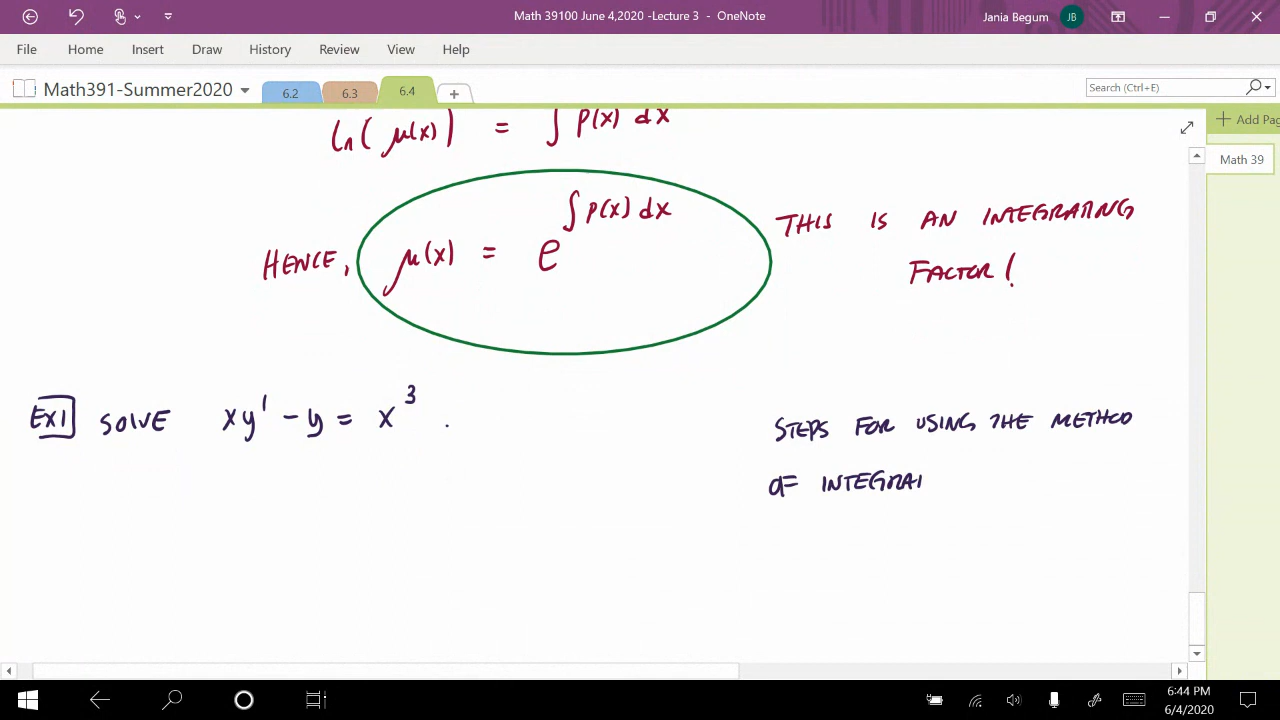 Math 39100 June 4,2020 -Lecture 3 - OneNote
Jania Begum JB
File Home Insert Draw History Review View Help
Math391-Summer2020 6.2 6.3 6.4
Search (Ctrl+E)
Add Pag
Math 39
ln(μ(x)) = ∫ p(x) dx
HENCE, μ(x) = e^{∫ p(x) dx}
THIS IS AN INTEGRATING
FACTOR!
EX1 SOLVE xy' - y = x^3 .
STEPS FOR USING THE METHOD
OF INTEGRAT
6:44 PM
6/4/2020